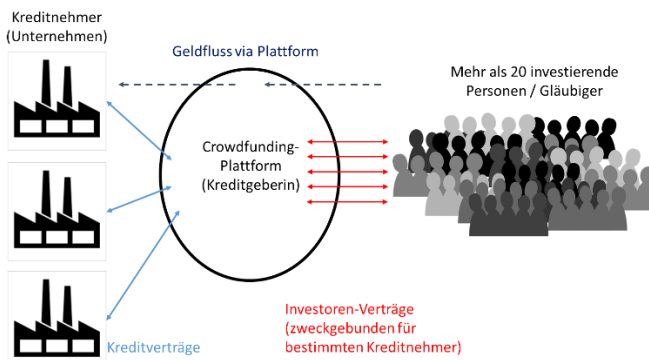 Kreditnehmer
(Unternehmen)
Geldfluss via Plattform
Mehr als 20 investierende
Personen / Gläubiger
Crowdfunding-
Plattform
(Kreditgeberin)
Investoren-Verträge
(zweckgebunden für
bestimmten Kreditnehmer)
Kreditverträge